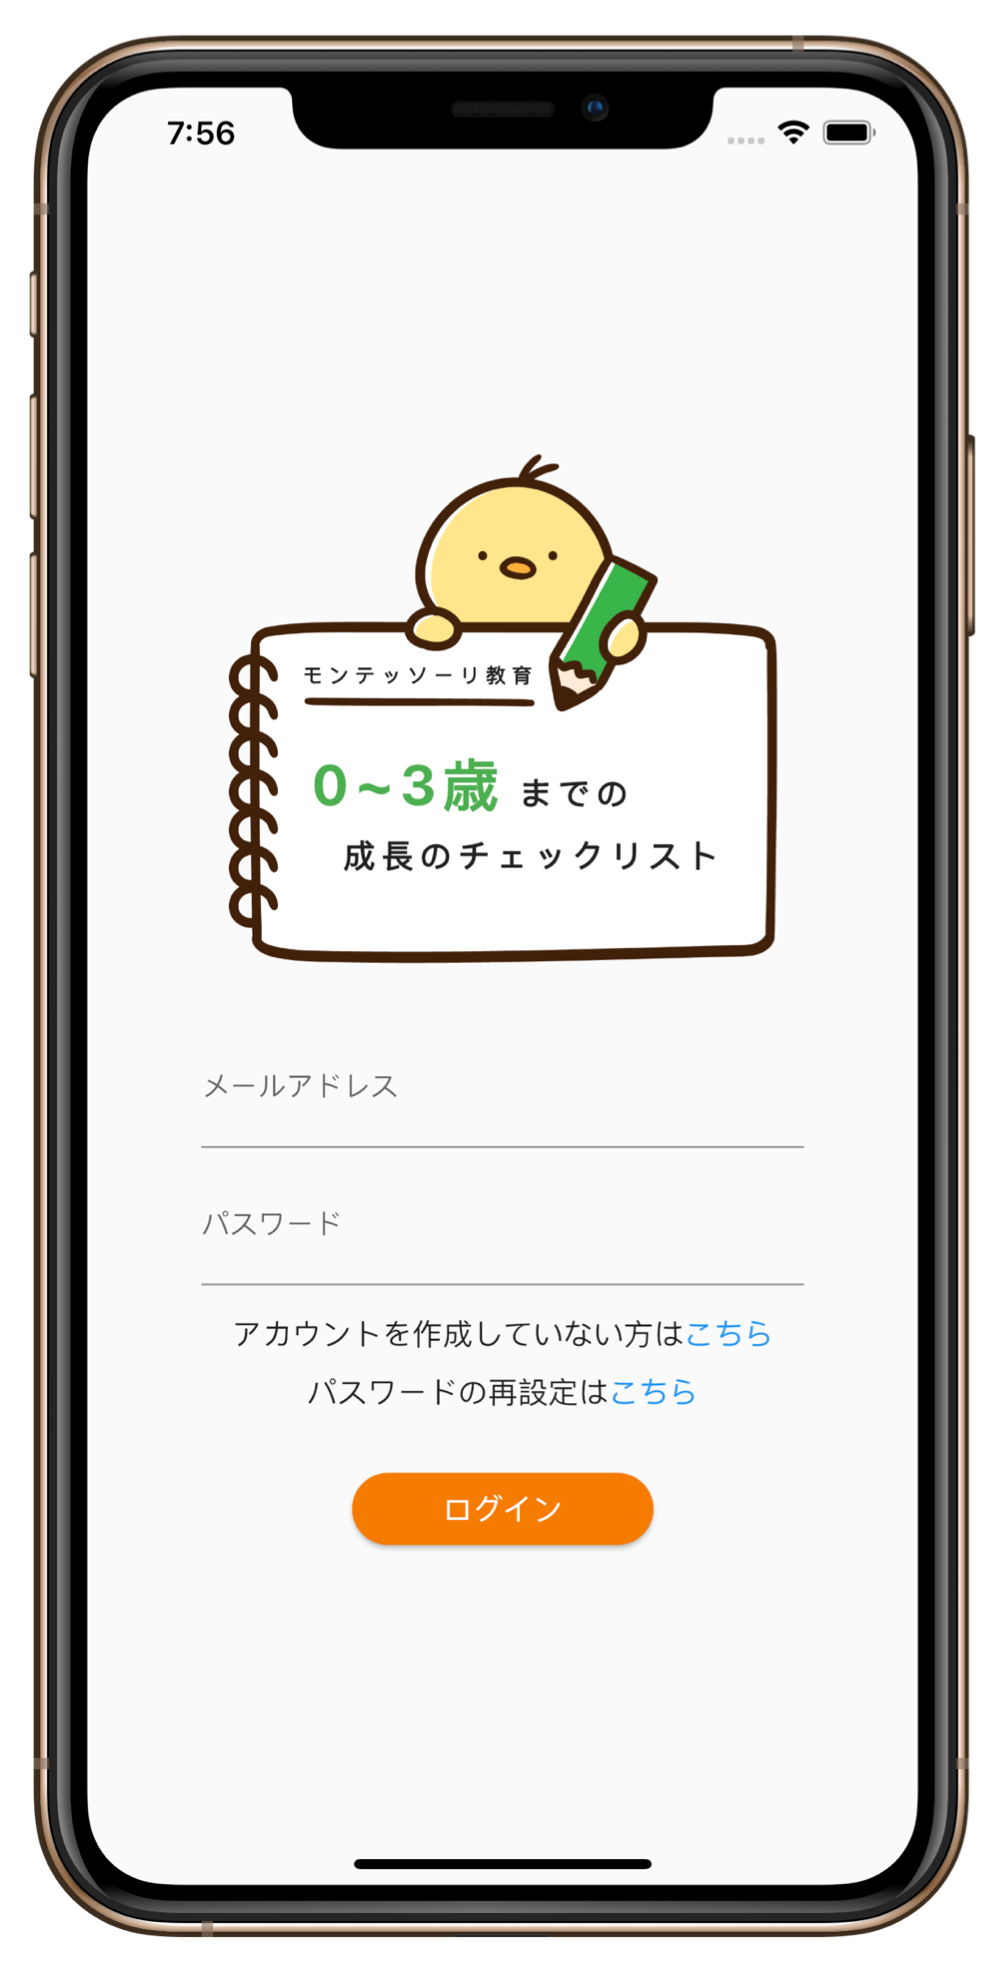 7:56
モンテッソーリ教育
0~3歳 までの
成長のチェックリスト
メールアドレス
パスワード
アカウントを作成していない方はこちら
パスワードの再設定はこちら
ログイン